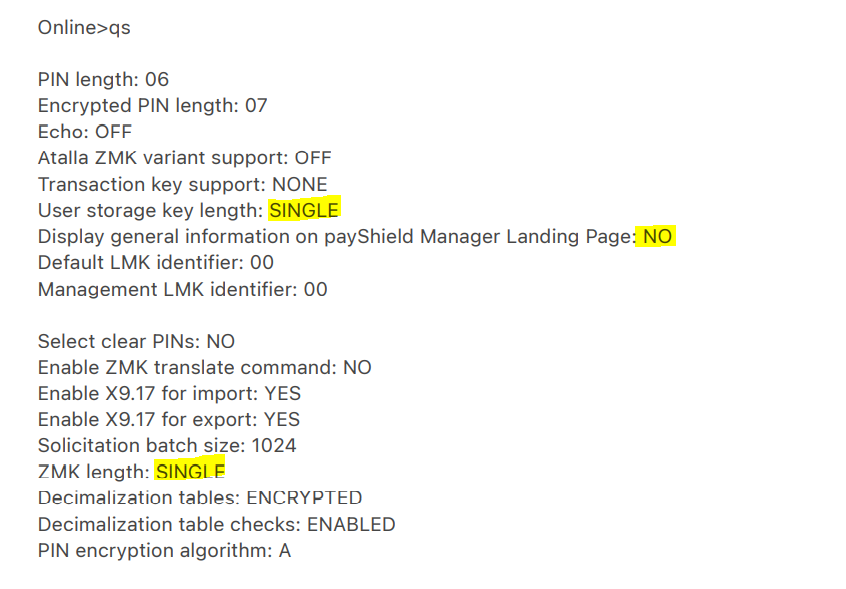 Online>qs
PIN length: 06
Encrypted PIN length: 07
Echo: OFF
Atalla ZMK variant support: OFF
Transaction key support: NONE
User storage key length: SINGLE
Display general information on payShield Manager Landing Page: NO
Default LMK identifier: 00
Management LMK identifier: 00
Select clear PINs: NO
Enable ZMK translate command: NO
Enable X9.17 for import: YES
Enable X9.17 for export: YES
Solicitation batch size: 1024
ZMK length: SINGLE
Decimalization tables: ENCRYPTED
Decimalization table checks: ENABLED
PIN encryption algorithm: A